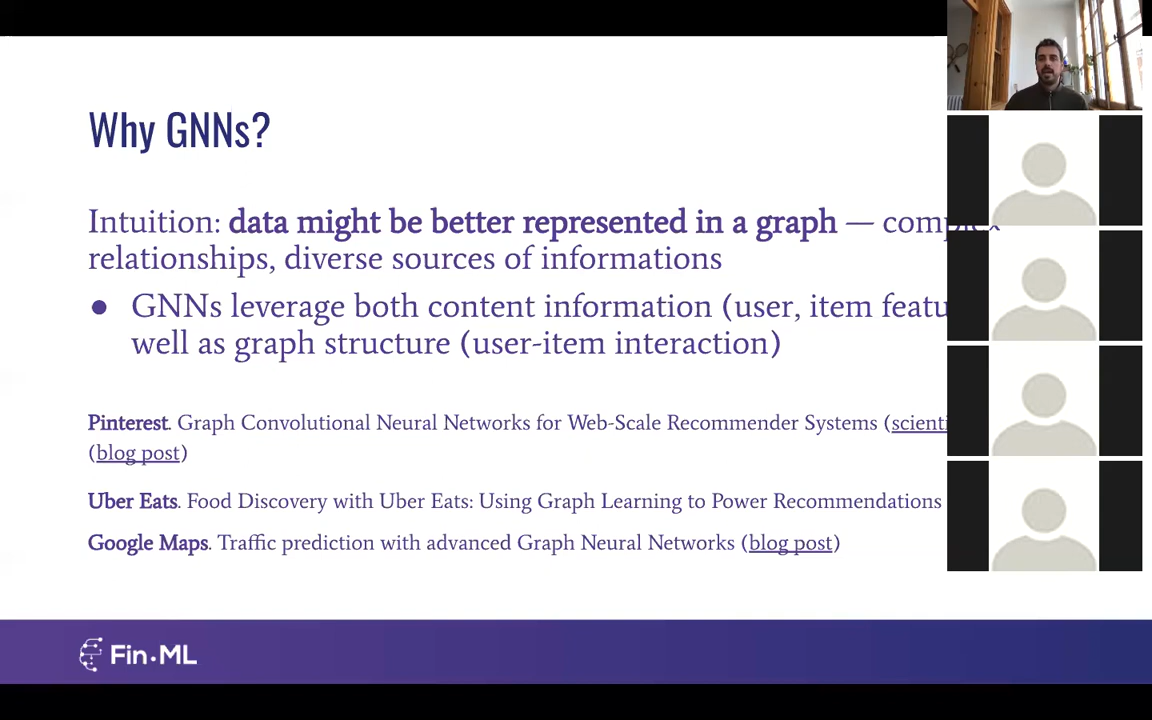 Why GNNs?
Intuition: data might be better represented in a graph — complex
relationships, diverse sources of informations
● GNNs leverage both content information (user, item featu
well as graph structure (user-item interaction)
Pinterest. Graph Convolutional Neural Networks for Web-Scale Recommender Systems (scienti
(blog post)
Uber Eats. Food Discovery with Uber Eats: Using Graph Learning to Power Recommendations
Google Maps. Traffic prediction with advanced Graph Neural Networks (blog post)
Fin·ML